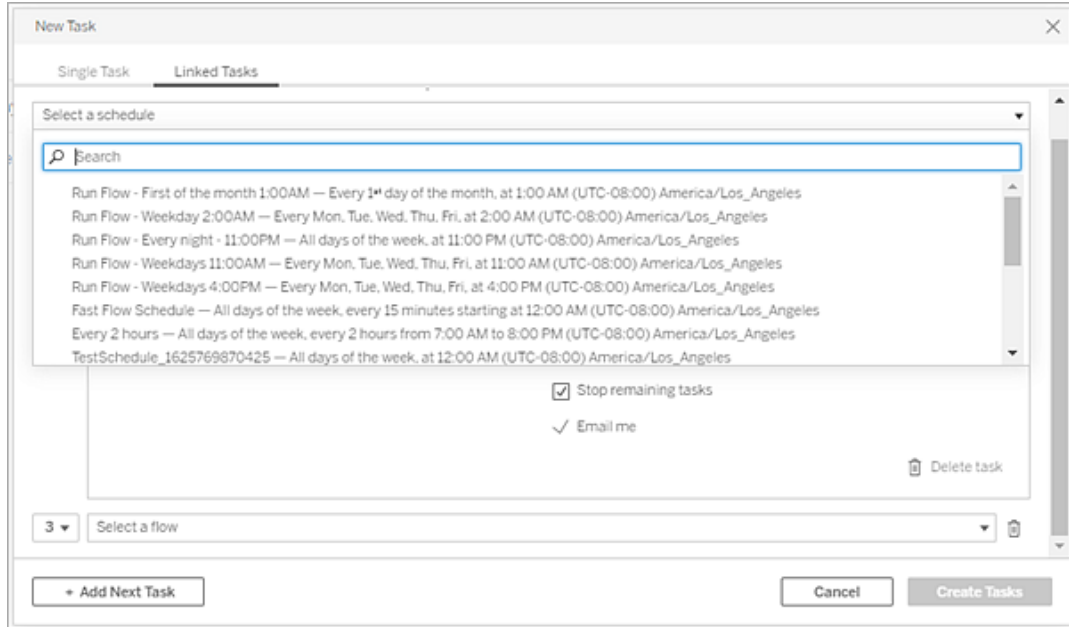 New Task
Single Task
Linked Tasks
Select a schedule
Search
Run Flow - First of the month 1:00AM — Every 1st day of the month, at 1:00 AM (UTC-08:00) America/Los_Angeles
Run Flow - Weekday 2:00AM — Every Mon, Tue, Wed, Thu, Fri, at 2:00 AM (UTC-08:00) America/Los_Angeles
Run Flow - Every night - 11:00PM — All days of the week, at 11:00 PM (UTC-08:00) America/Los_Angeles
Run Flow - Weekdays 11:00AM — Every Mon, Tue, Wed, Thu, Fri, at 11:00 AM (UTC-08:00) America/Los_Angeles
Run Flow - Weekdays 4:00PM — Every Mon, Tue, Wed, Thu, Fri, at 4:00 PM (UTC-08:00) America/Los_Angeles
Fast Flow Schedule — All days of the week, every 15 minutes starting at 12:00 AM (UTC-08:00) America/Los_Angeles
Every 2 hours — All days of the week, every 2 hours from 7:00 AM to 8:00 PM (UTC-08:00) America/Los_Angeles
TestSchedule_1625769870425 — All days of the week, at 12:00 AM (UTC-08:00) America/Los_Angeles
Stop remaining tasks
Email me
Delete task
3
Select a flow
+ Add Next Task
Cancel
Create Tasks